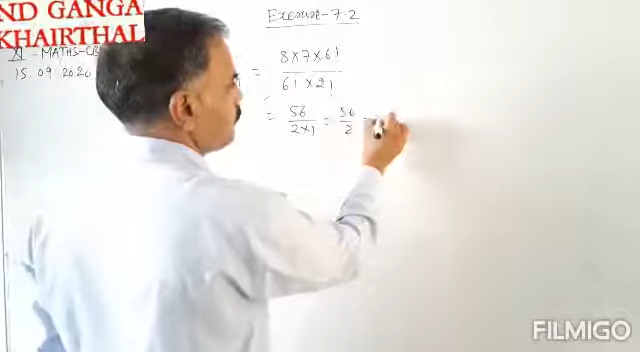 ND GANGA
KHAIRTHAL
Exercise-7.2
XI - MATHS-CB
15.09.2020
= 8×7×6! / 6!×2!
= 56 / 2×1 = 56 / 2
FILMIGO